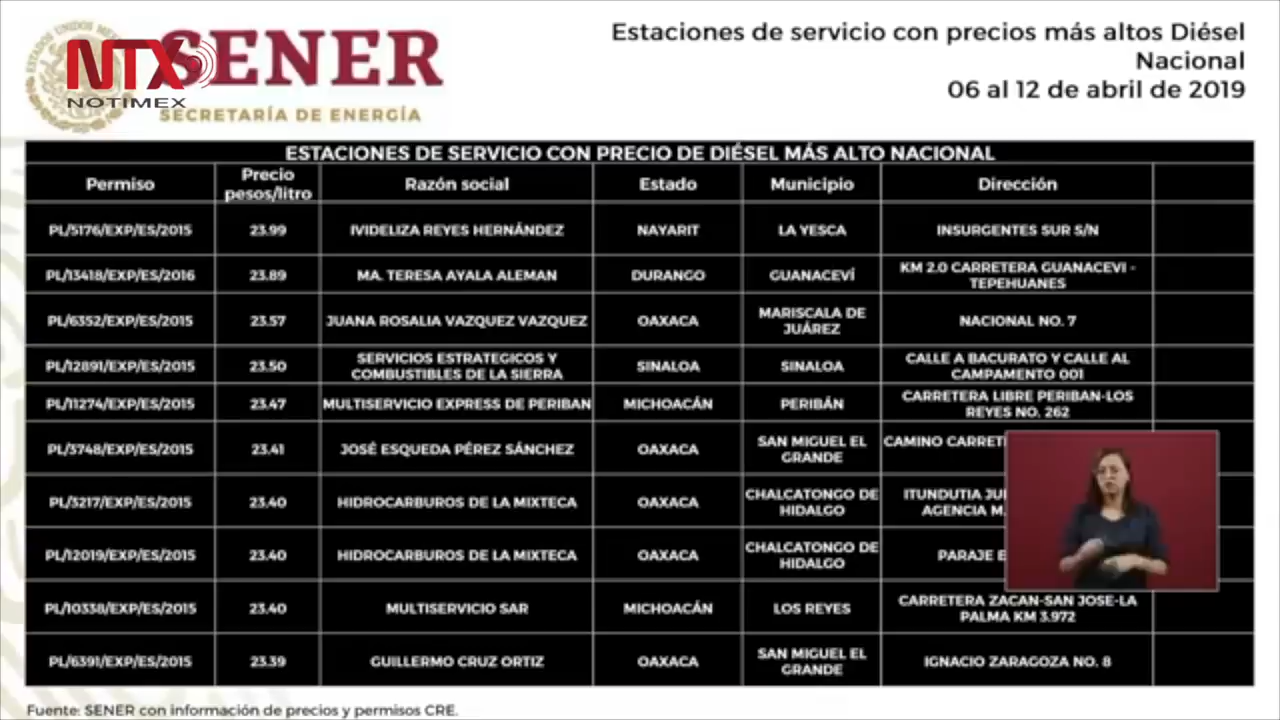 NTX
NOTIMEX
SENER
SECRETARÍA DE ENERGÍA
Estaciones de servicio con precios más altos Diésel
Nacional
06 al 12 de abril de 2019
ESTACIONES DE SERVICIO CON PRECIO DE DIÉSEL MÁS ALTO NACIONAL
Permiso Precio pesos/litro Razón social Estado Municipio Dirección
PL/5176/EXP/ES/2015 23.99 IVIDELIZA REYES HERNÁNDEZ NAYARIT LA YESCA INSURGENTES SUR S/N
PL/13418/EXP/ES/2016 23.89 MA. TERESA AYALA ALEMAN DURANGO GUANACEVÍ KM 2.0 CARRETERA GUANACEVI - TEPEHUANES
PL/6352/EXP/ES/2015 23.57 JUANA ROSALIA VAZQUEZ VAZQUEZ OAXACA MARISCALA DE JUÁREZ NACIONAL NO. 7
PL/12891/EXP/ES/2015 23.50 SERVICIOS ESTRATEGICOS Y COMBUSTIBLES DE LA SIERRA SINALOA SINALOA CALLE A BACURATO Y CALLE AL CAMPAMENTO 001
PL/11274/EXP/ES/2015 23.47 MULTISERVICIO EXPRESS DE PERIBAN MICHOACÁN PERIBÁN CARRETERA LIBRE PERIBAN-LOS REYES NO. 262
PL/3748/EXP/ES/2015 23.41 JOSÉ ESQUEDA PÉREZ SÁNCHEZ OAXACA SAN MIGUEL EL GRANDE CAMINO
PL/5217/EXP/ES/2015 23.40 HIDROCARBUROS DE LA MIXTECA OAXACA CHALCATONGO DE HIDALGO ITUNDUTIA AGENCIA
PL/12019/EXP/ES/2015 23.40 HIDROCARBUROS DE LA MIXTECA OAXACA CHALCATONGO DE HIDALGO PARAJE
PL/10338/EXP/ES/2015 23.40 MULTISERVICIO SAR MICHOACÁN LOS REYES CARRETERA ZACAN-SAN JOSE-LA PALMA KM 3.972
PL/6391/EXP/ES/2015 23.39 GUILLERMO CRUZ ORTIZ OAXACA SAN MIGUEL EL GRANDE IGNACIO ZARAGOZA NO. 8
Fuente: SENER con información de precios y permisos CRE.